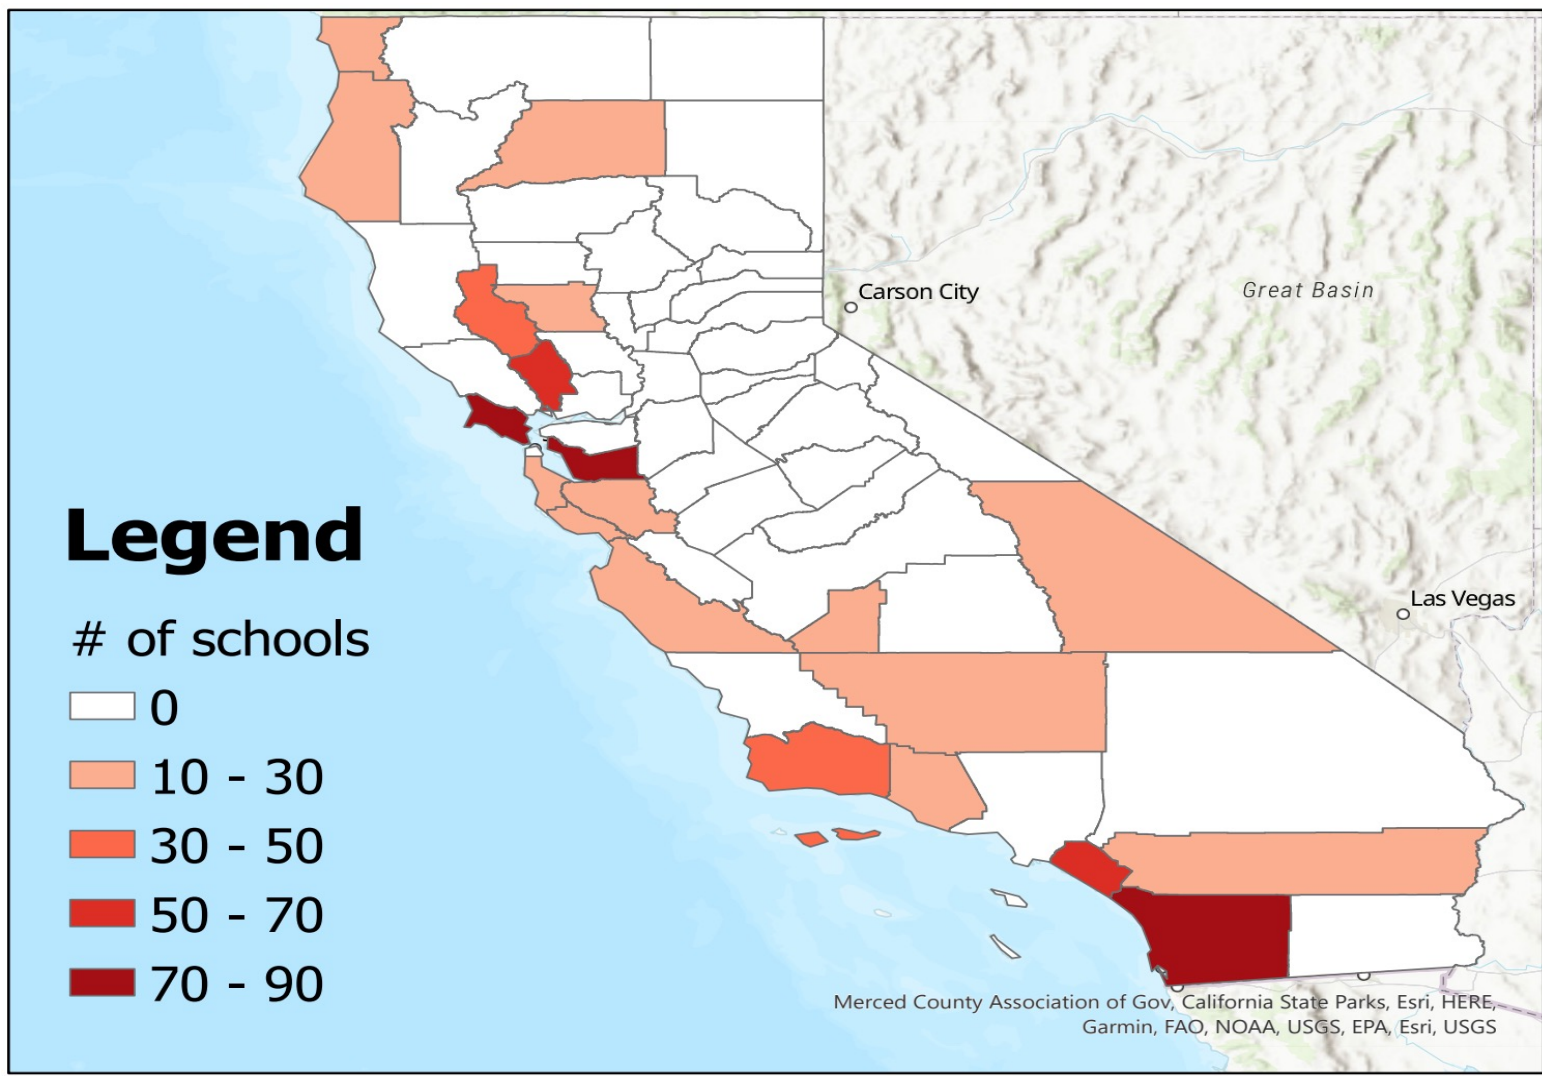 Carson City
Great Basin
Las Vegas
Legend
# of schools
0
10 - 30
30 - 50
50 - 70
70 - 90
Merced County Association of Gov, California State Parks, Esri, HERE,
Garmin, FAO, NOAA, USGS, EPA, Esri, USGS